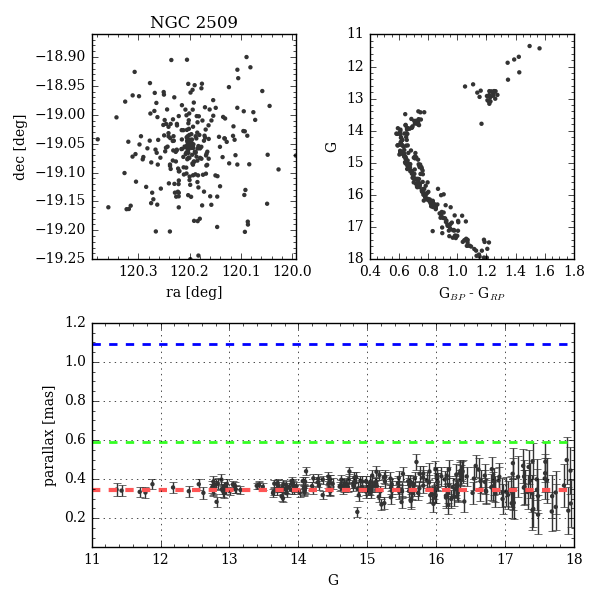 NGC 2509
−18.90
−18.95
−19.00
−19.05
−19.10
−19.15
−19.20
−19.25
dec [deg]
120.3 120.2 120.1 120.0
ra [deg]
11
12
13
14
15
16
17
18
G
0.4 0.6 0.8 1.0 1.2 1.4 1.6 1.8
G_BP - G_RP
1.2
1.0
0.8
0.6
0.4
0.2
parallax [mas]
11 12 13 14 15 16 17 18
G